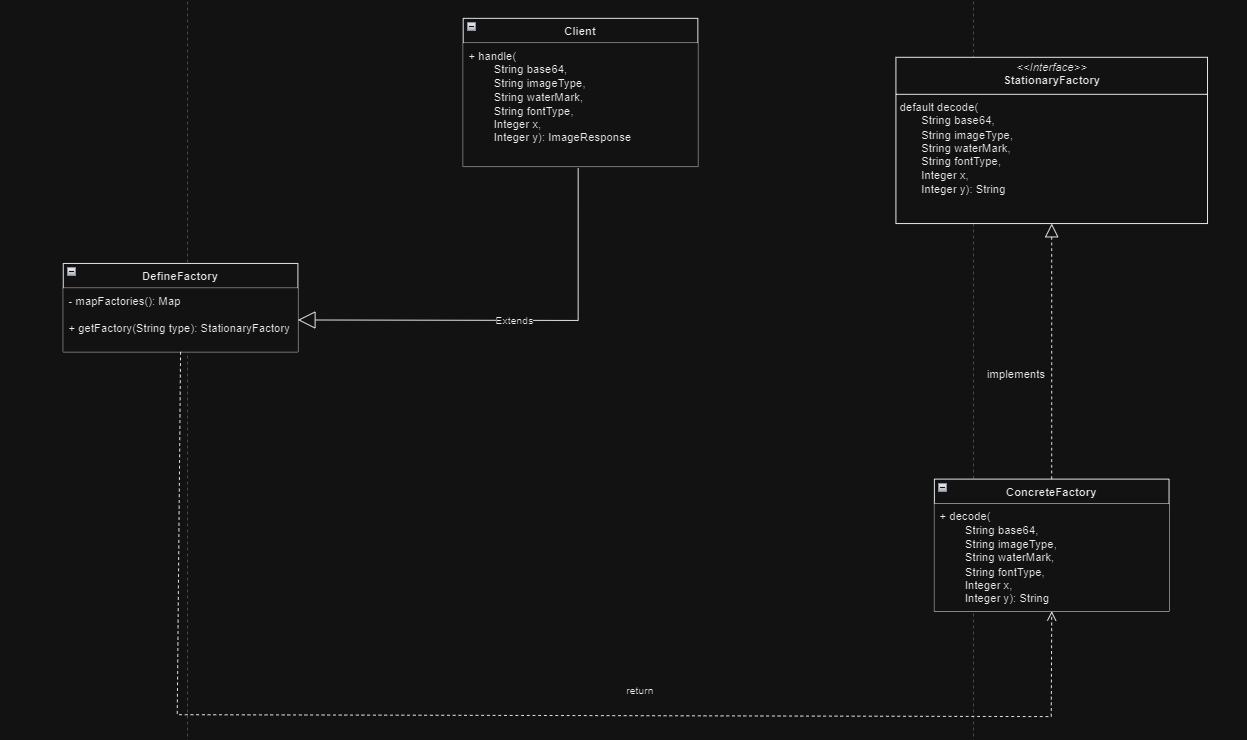 Client
+ handle(
String base64,
String imageType,
String waterMark,
String fontType,
Integer x,
Integer y): ImageResponse
<<Interface>>
StationaryFactory
default decode(
String base64,
String imageType,
String waterMark,
String fontType,
Integer x,
Integer y): String
DefineFactory
- mapFactories(): Map
+ getFactory(String type): StationaryFactory
Extends
implements
ConcreteFactory
+ decode(
String base64,
String imageType,
String waterMark,
String fontType,
Integer x,
Integer y): String
return